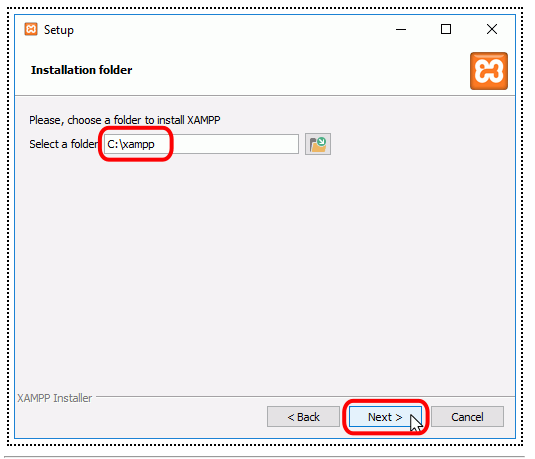 Setup
Installation folder
Please, choose a folder to install XAMPP
Select a folder C:\xampp
XAMPP Installer
< Back Next > Cancel